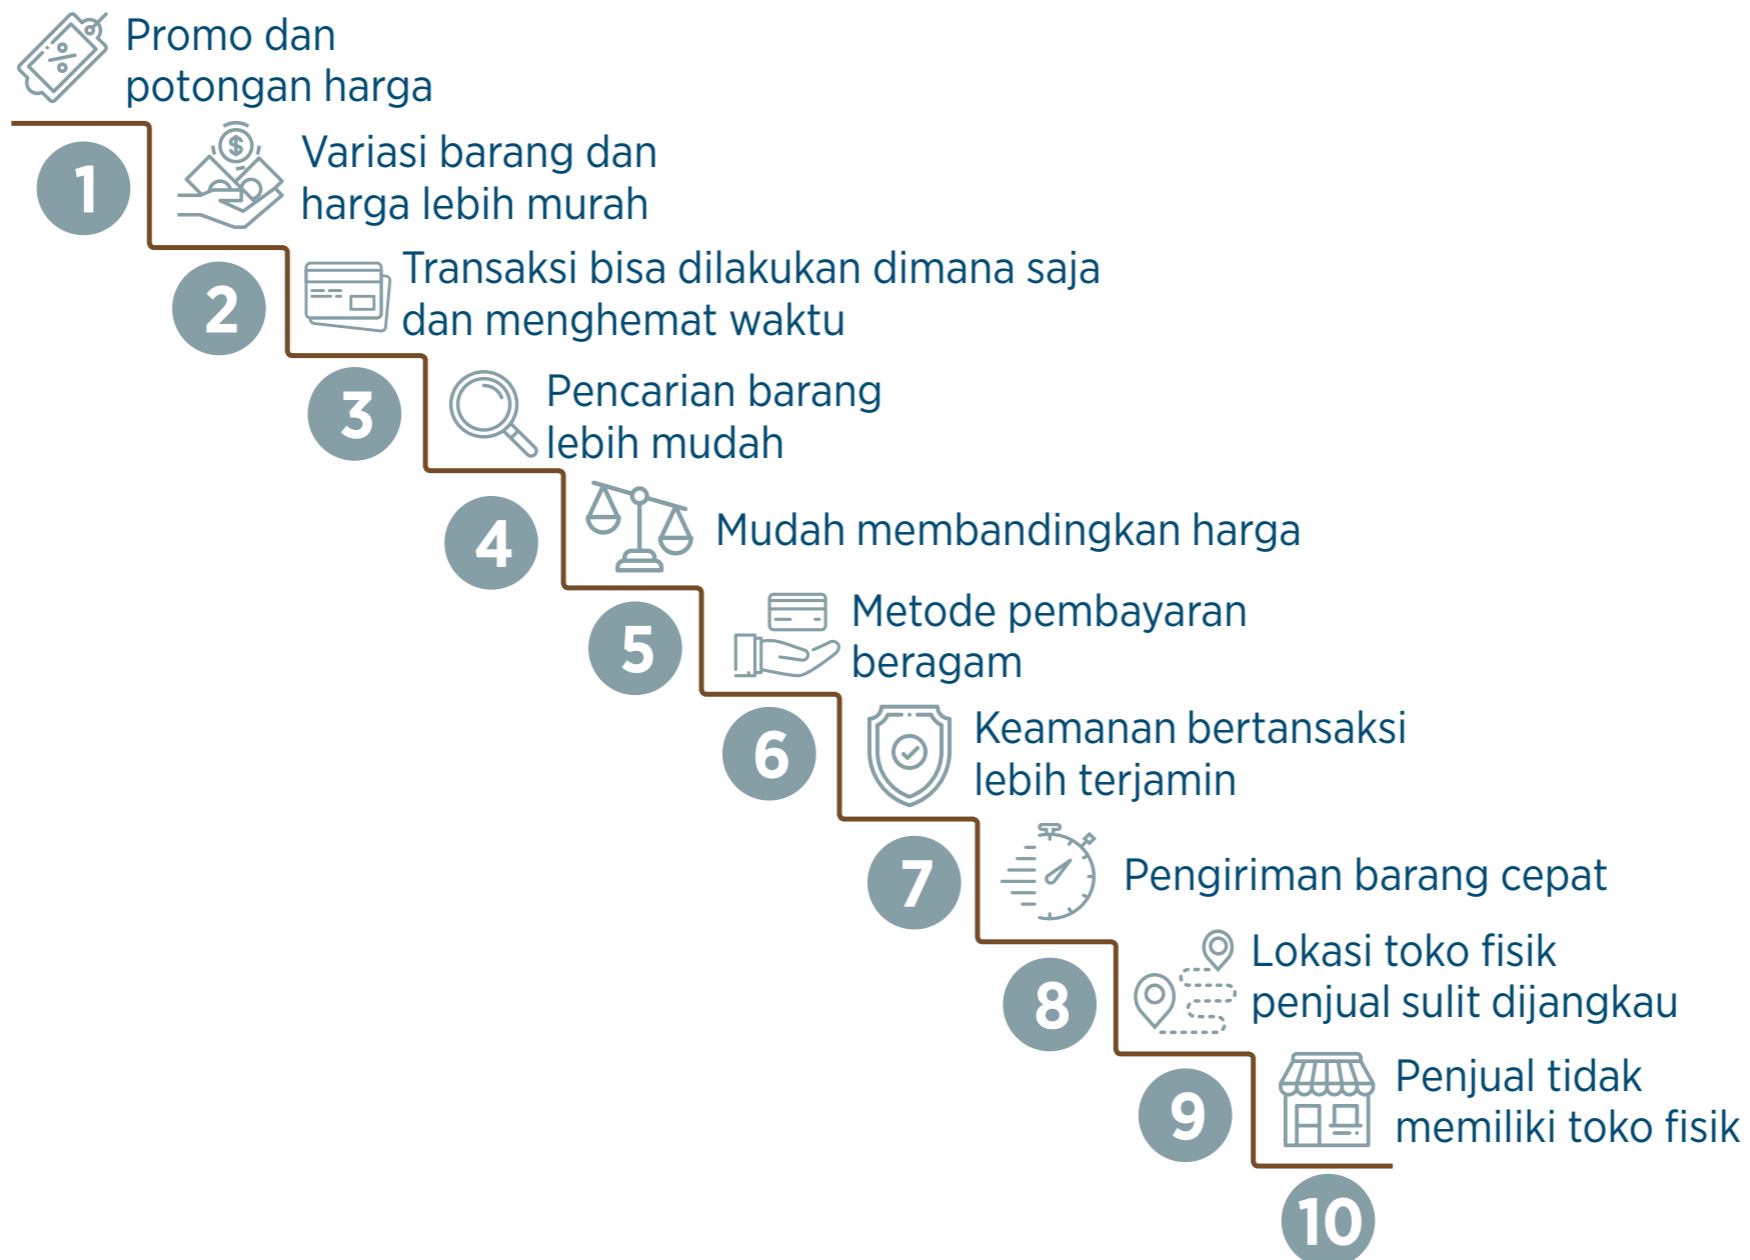 Promo dan
potongan harga
1
Variasi barang dan
harga lebih murah
2
Transaksi bisa dilakukan dimana saja
dan menghemat waktu
3
Pencarian barang
lebih mudah
4
Mudah membandingkan harga
5
Metode pembayaran
beragam
6
Keamanan bertansaksi
lebih terjamin
7
Pengiriman barang cepat
8
Lokasi toko fisik
penjual sulit dijangkau
9
Penjual tidak
memiliki toko fisik
10